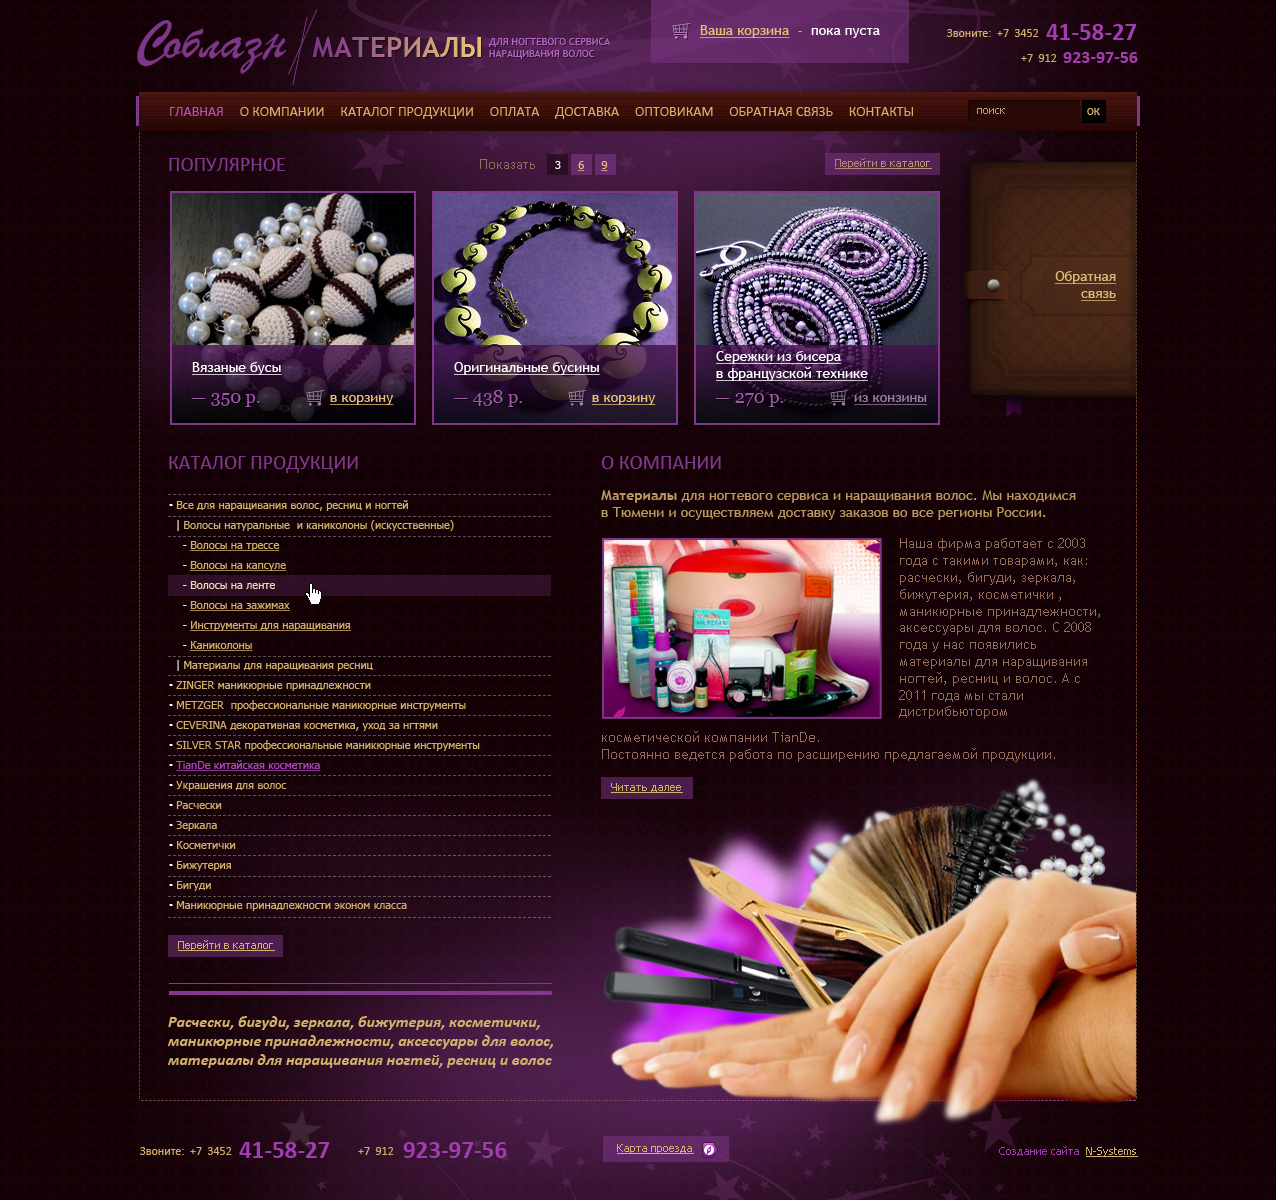 Соблазн
МАТЕРИАЛЫ
ДЛЯ НОГТЕВОГО СЕРВИСА
НАРАЩИВАНИЯ ВОЛОС
Ваша корзина - пока пуста
Звоните: +7 3452 41-58-27
+7 912 923-97-56
ГЛАВНАЯ О КОМПАНИИ КАТАЛОГ ПРОДУКЦИИ ОПЛАТА ДОСТАВКА ОПТОВИКАМ ОБРАТНАЯ СВЯЗЬ КОНТАКТЫ поиск ОК
ПОПУЛЯРНОЕ
Показать 3 6 9
Перейти в каталог
Вязаные бусы
— 350 р. в корзину
Оригинальные бусины
— 438 р. в корзину
Сережки из бисера
в французской технике
— 270 р. из конзины
Обратная
связь
КАТАЛОГ ПРОДУКЦИИ
- Все для наращивания волос, ресниц и ногтей
| Волосы натуральные и каниколоны (искусственные)
- Волосы на трессе
- Волосы на капсуле
- Волосы на ленте
- Волосы на зажимах
- Инструменты для наращивания
- Каниколоны
| Материалы для наращивания ресниц
- ZINGER маникюрные принадлежности
- METZGER профессиональные маникюрные инструменты
- CEVERINA декоративная косметика, уход за нгтями
- SILVER STAR профессиональные маникюрные инструменты
- TianDe китайская косметика
- Украшения для волос
- Расчески
- Зеркала
- Косметички
- Бижутерия
- Бигуди
- Маникюрные принадлежности эконом класса
Перейти в каталог
Расчески, бигуди, зеркала, бижутерия, косметички,
маникюрные принадлежности, аксессуары для волос,
материалы для наращивания ногтей, ресниц и волос
О КОМПАНИИ
Материалы для ногтевого сервиса и наращивания волос. Мы находимся
в Тюмени и осуществляем доставку заказов во все регионы России.
Наша фирма работает с 2003
года с такими товарами, как:
расчески, бигуди, зеркала,
бижутерия, косметички ,
маникюрные принадлежности,
аксессуары для волос. С 2008
года у нас появились
материалы для наращивания
ногтей, ресниц и волос. А с
2011 года мы стали
дистрибьютором
косметической компании TianDe.
Постоянно ведется работа по расширению предлагаемой продукции.
Читать далее
Звоните: +7 3452 41-58-27 +7 912 923-97-56
Карта проезда
Создание сайта N-Systems